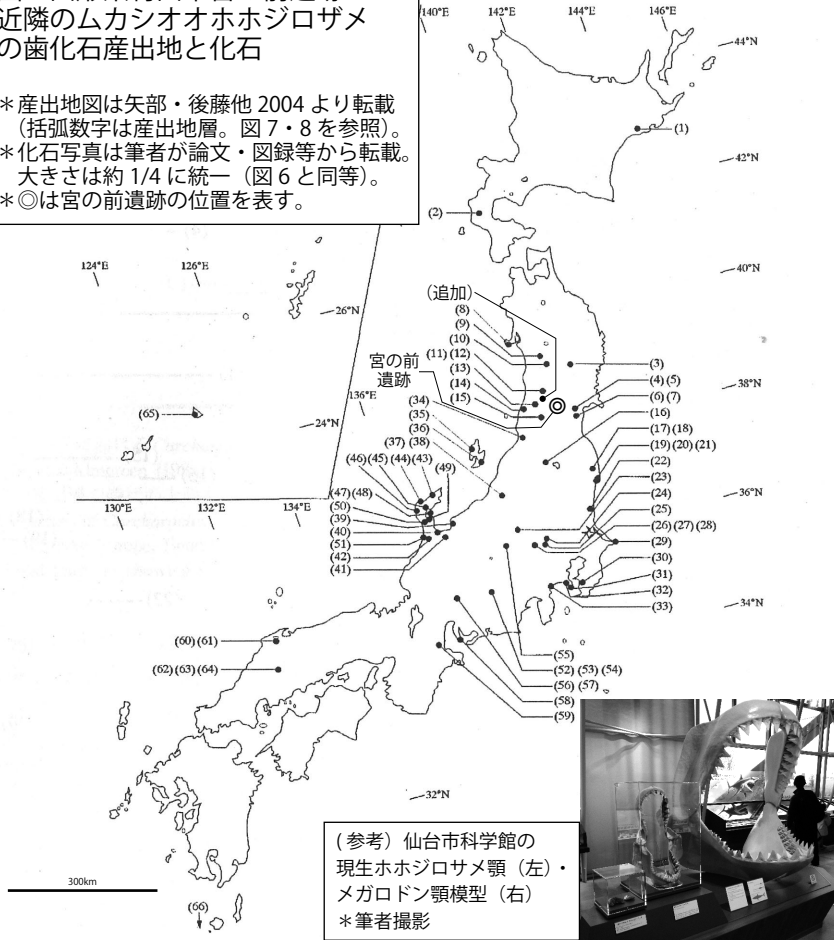 近隣のムカシオオホホジロザメ
の歯化石産出地と化石
＊産出地図は矢部・後藤他 2004 より転載
（括弧数字は産出地層。図 7・8 を参照）。
＊化石写真は筆者が論文・図録等から転載。
大きさは約 1/4 に統一（図 6 と同等）。
＊◎は宮の前遺跡の位置を表す。
140°E
142°E
144°E
146°E
44°N
(1)
42°N
(2)
124°E
126°E
40°N
26°N
（追加）
(8)
(9)
(10)
(11) (12)
(13)
(14)
(15)
宮の前
遺跡
(3)
38°N
(4) (5)
(6) (7)
136°E
(34)
(35)
(36)
(37) (38)
(16)
(65)
24°N
(17) (18)
(19) (20) (21)
(22)
(23)
(46) (45) (44) (43)
(49)
(47) (48)
(50)
(39)
(40)
(51)
(42)
(41)
130°E
132°E
134°E
36°N
(24)
(25)
(26) (27) (28)
(29)
(30)
(31)
(32)
(33)
34°N
(60) (61)
(62) (63) (64)
(55)
(52) (53) (54)
(56) (57)
(58)
(59)
32°N
300km
(66)
(参考）仙台市科学館の
現生ホホジロサメ顎（左）・
メガロドン顎模型（右）
＊筆者撮影